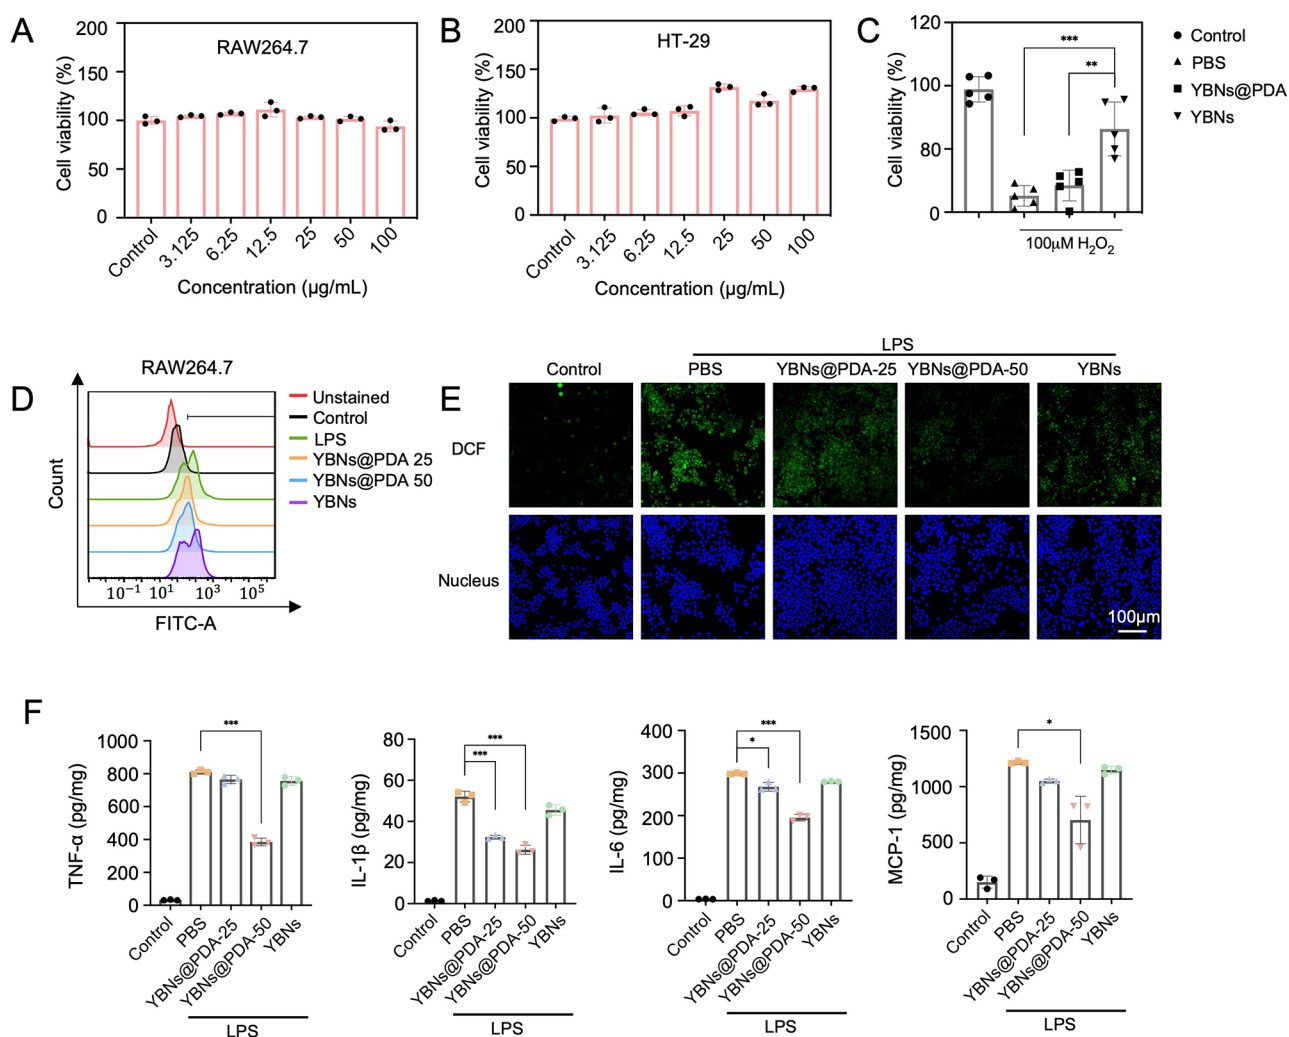 A
RAW264.7
Cell viability (%)
200
150
100
50
0
Control
3.125
6.25
12.5
25
50
100
Concentration (μg/mL)
B
HT-29
Cell viability (%)
200
150
100
50
0
Control
3.125
6.25
12.5
25
50
100
Concentration (μg/mL)
C
Cell viability (%)
120
100
80
0
***
**
100μM H₂O₂
Control
PBS
YBNs@PDA
YBNs
D
RAW264.7
Count
10⁻¹ 10¹ 10³ 10⁵
FITC-A
Unstained
Control
LPS
YBNs@PDA 25
YBNs@PDA 50
YBNs
E
LPS
Control PBS YBNs@PDA-25 YBNs@PDA-50 YBNs
DCF
Nucleus
100μm
F
TNF-α (pg/mg)
1000
800
600
400
200
0
***
Control
PBS
YBNs@PDA-25
YBNs@PDA-50
YBNs
LPS
IL-1β (pg/mg)
80
60
40
20
0
***
***
Control
PBS
YBNs@PDA-25
YBNs@PDA-50
YBNs
LPS
IL-6 (pg/mg)
400
300
200
100
0
***
*
Control
PBS
YBNs@PDA-25
YBNs@PDA-50
YBNs
LPS
MCP-1 (pg/mg)
1500
1000
500
0
*
Control
PBS
YBNs@PDA-25
YBNs@PDA-50
YBNs
LPS